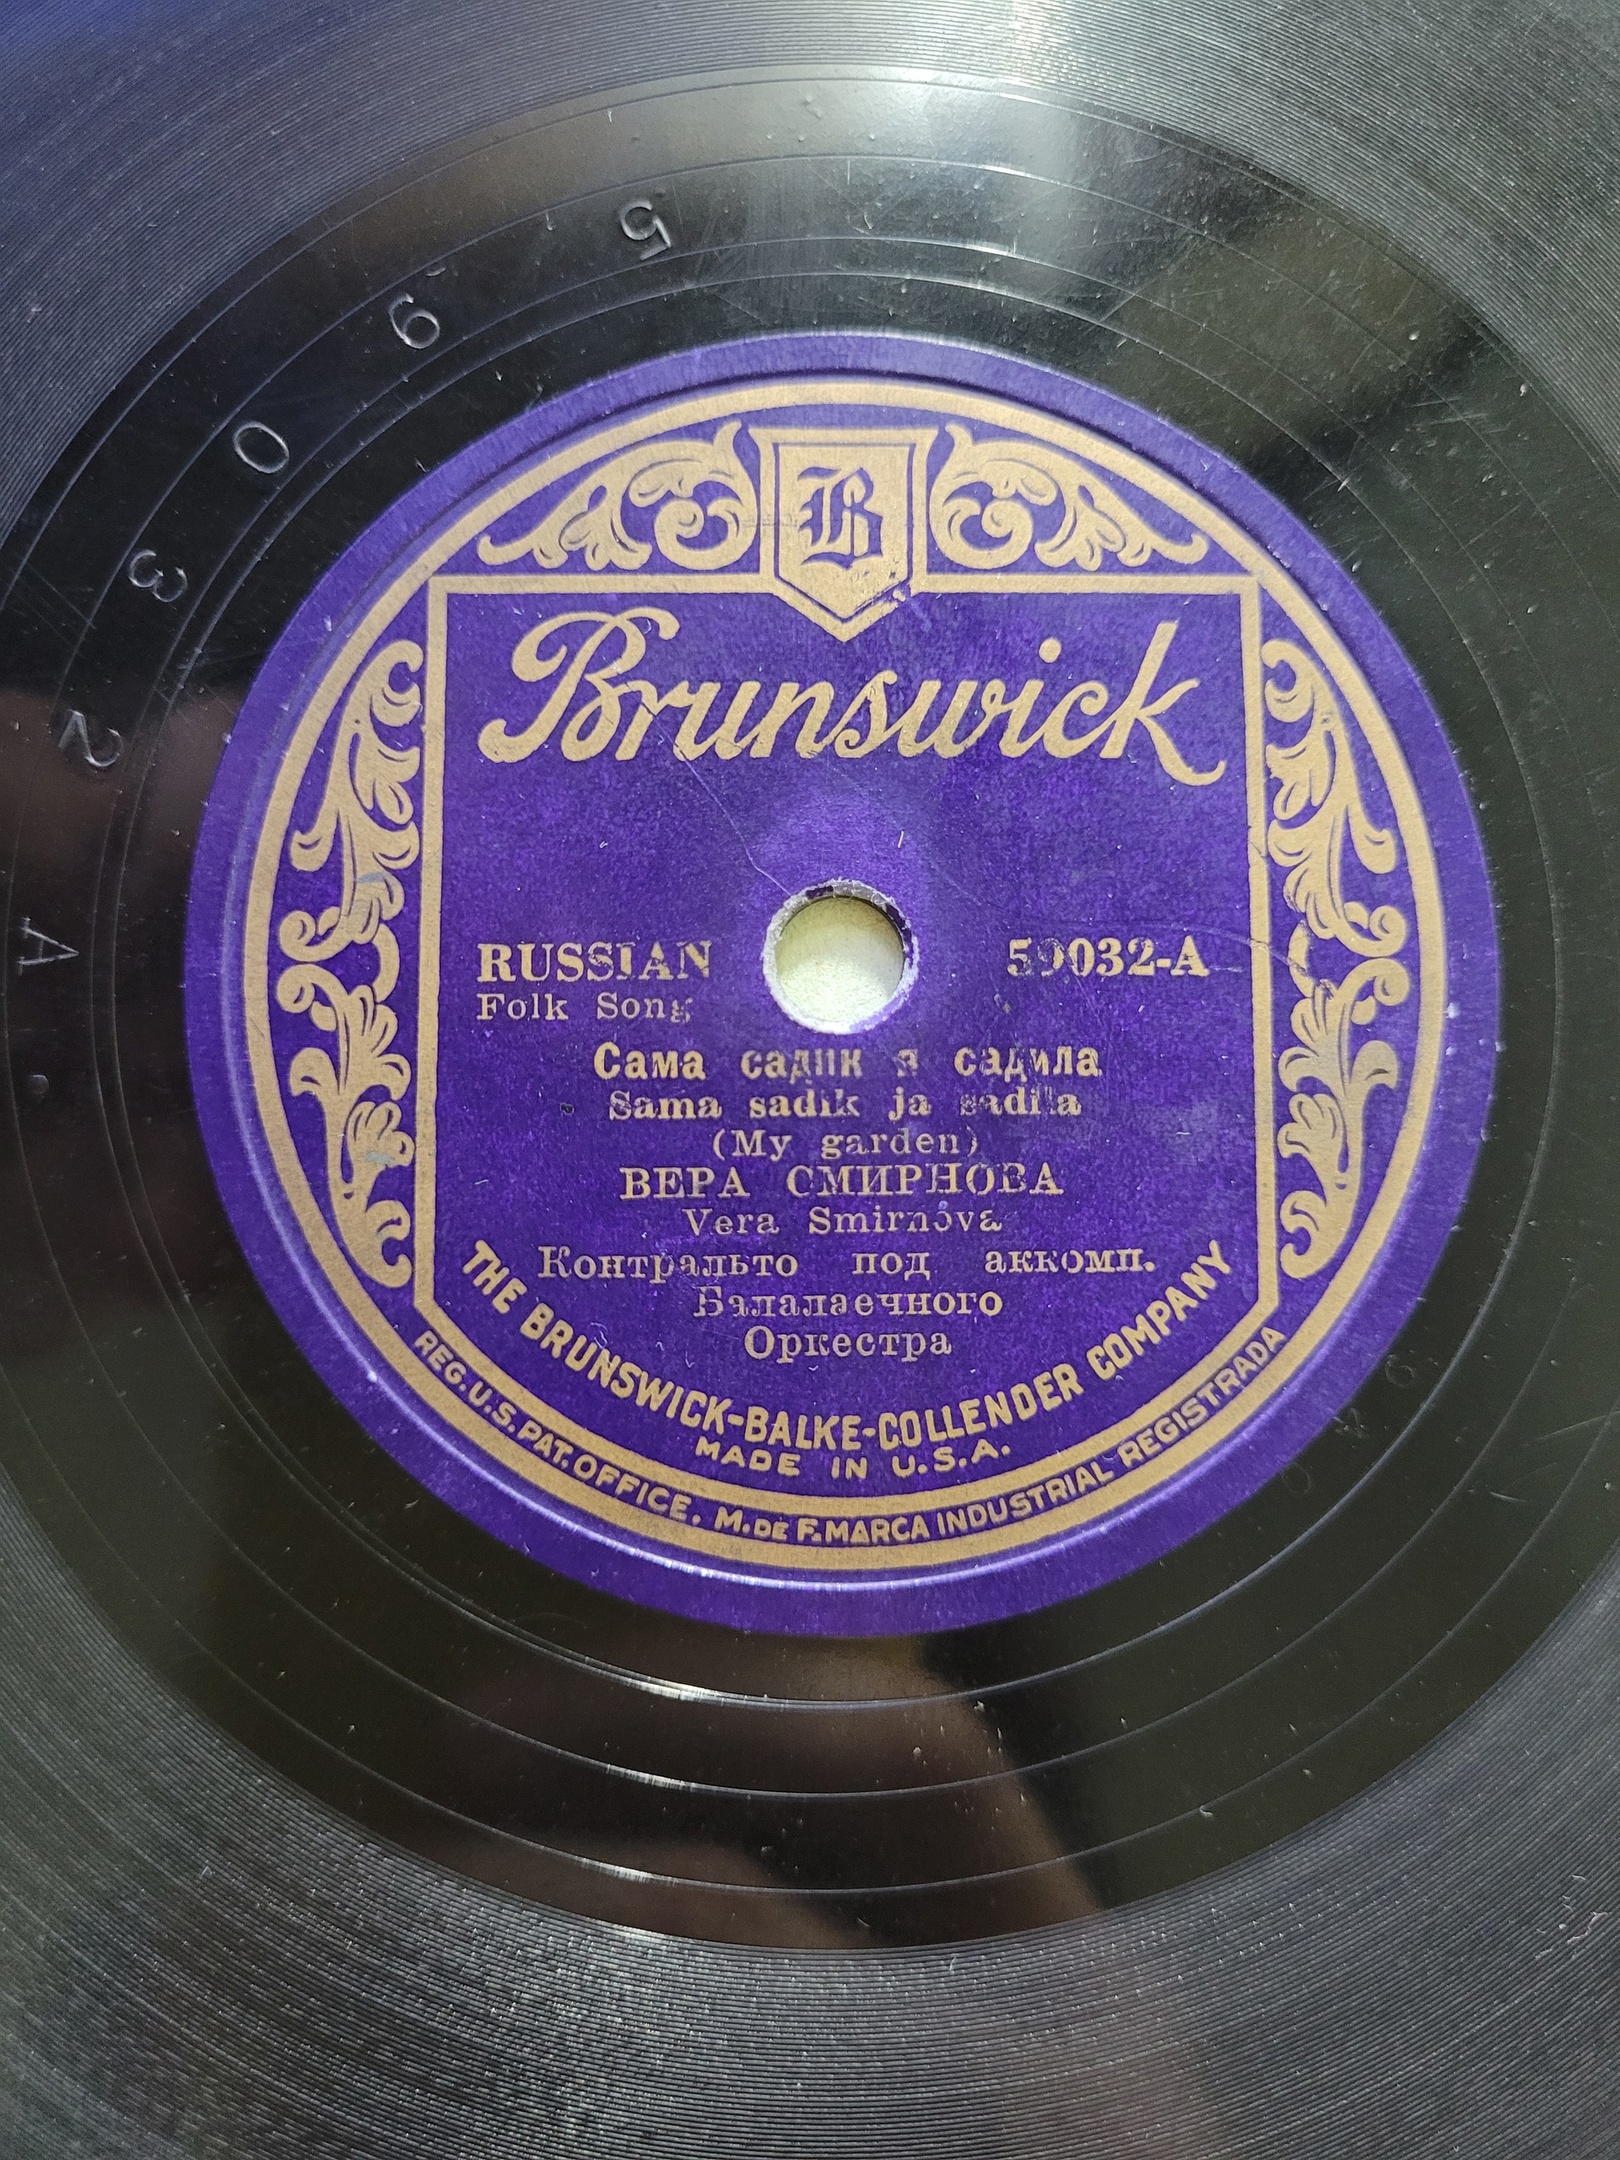 59032A
B
Brunswick
RUSSIAN 59032-A
Folk Song
Сама садик я садила
Sama sadik ja sadila
(My garden)
ВЕРА СМИРНОВА
Vera Smirnova
Контральто под аккомп.
Балалаечного
Оркестра
THE BRUNSWICK-BALKE-COLLENDER COMPANY
MADE IN U.S.A.
REG. U.S. PAT. OFFICE. M. DE F. MARCA INDUSTRIAL REGISTRADA